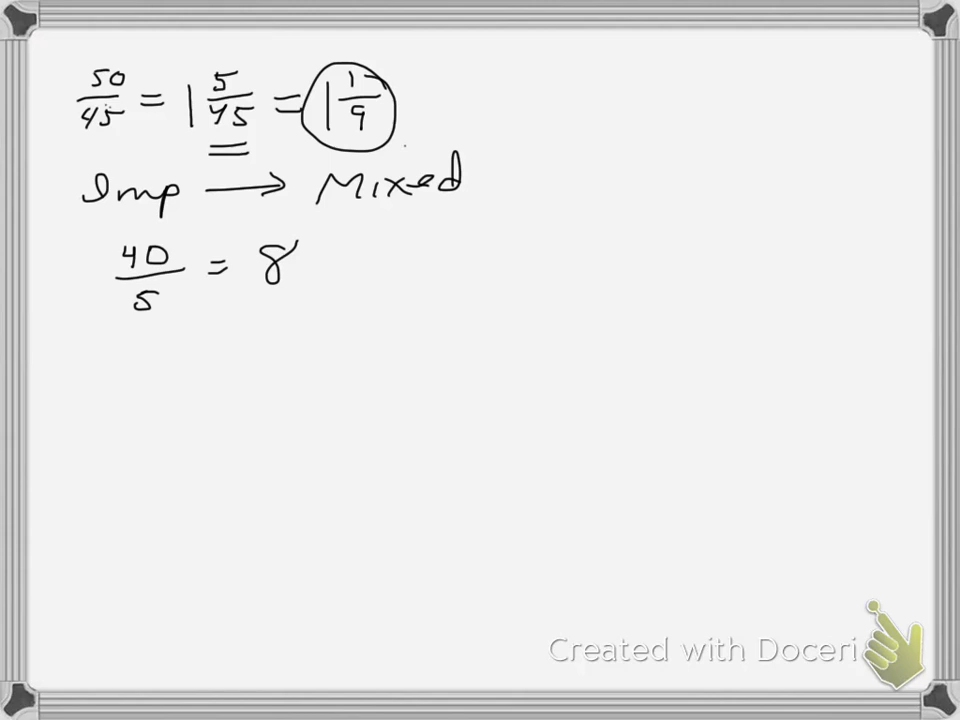 50/45 = 1 5/45 = 1 1/9
Imp → Mixed
40/5 = 8
Created with Doceri